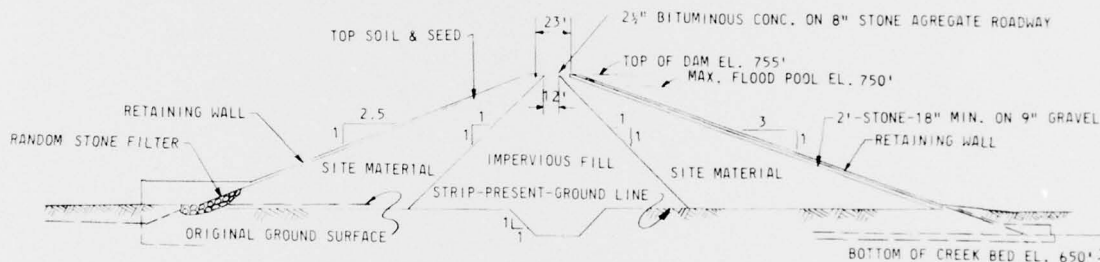 2½" BITUMINOUS CONC. ON 8" STONE AGREGATE ROADWAY
23'
TOP SOIL & SEED
TOP OF DAM EL. 755'
MAX. FLOOD POOL EL. 750'
12'
RETAINING WALL
2.5
1
1
1
1
1
3
1
2'-STONE-18" MIN. ON 9" GRAVEL
RETAINING WALL
RANDOM STONE FILTER
SITE MATERIAL
IMPERVIOUS FILL
SITE MATERIAL
STRIP-PRESENT-GROUND LINE
ORIGINAL GROUND SURFACE
1
1
BOTTOM OF CREEK BED EL. 650'